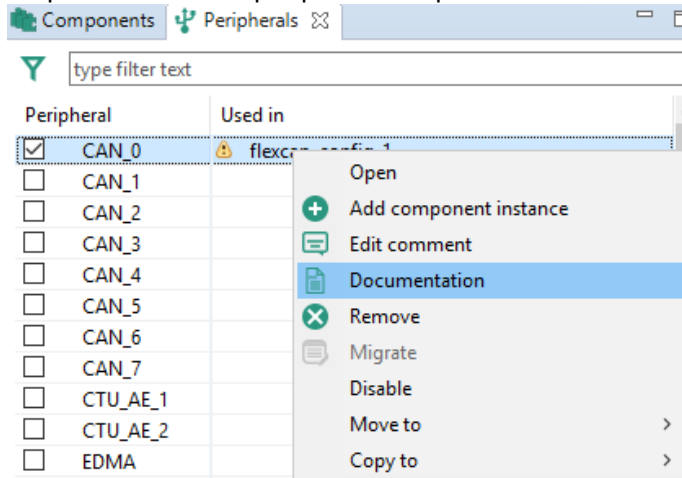 Components Peripherals
type filter text
Peripheral Used in
CAN_0 flexcan_config_1
Open
CAN_1
Add component instance
CAN_2
Edit comment
CAN_3
Documentation
CAN_4
Remove
CAN_5
Migrate
CAN_6
Disable
CAN_7
Move to
CTU_AE_1
Copy to
CTU_AE_2
EDMA